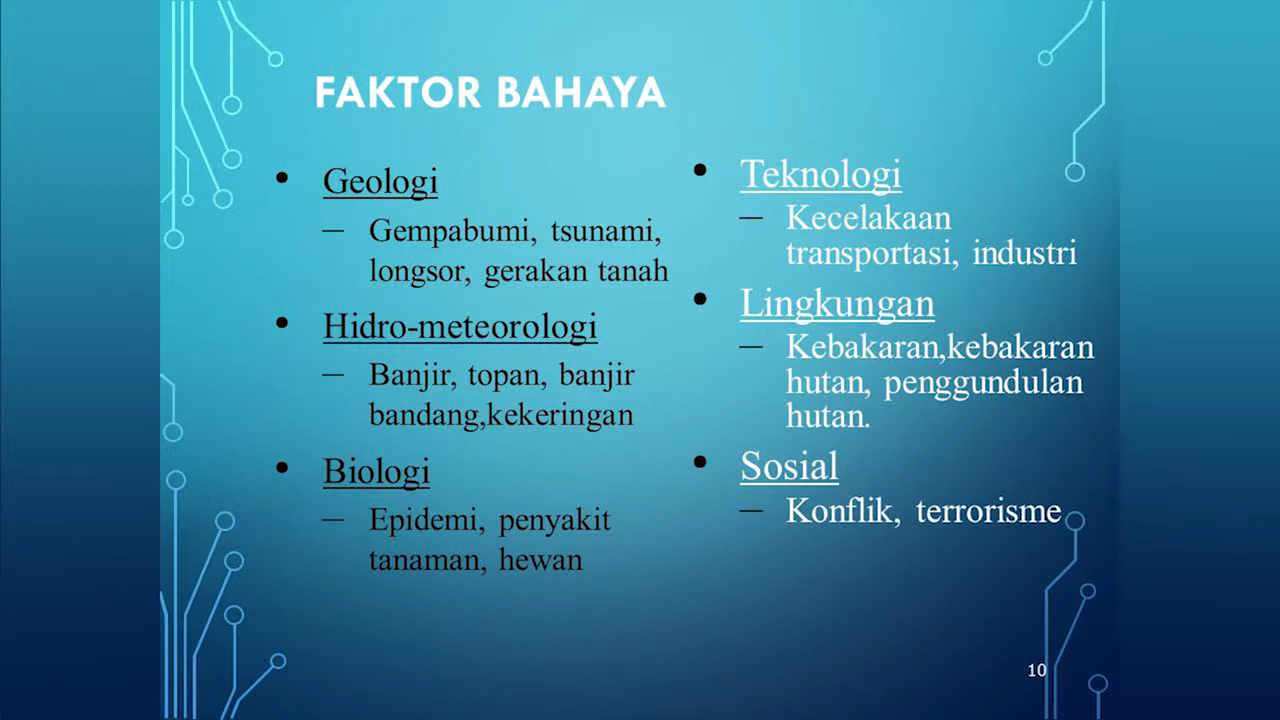 FAKTOR BAHAYA
• Geologi
– Gempabumi, tsunami,
longsor, gerakan tanah
• Hidro-meteorologi
– Banjir, topan, banjir
bandang,kekeringan
• Biologi
– Epidemi, penyakit
tanaman, hewan
• Teknologi
– Kecelakaan
transportasi, industri
• Lingkungan
– Kebakaran,kebakaran
hutan, penggundulan
hutan.
• Sosial
– Konflik, terrorisme
10